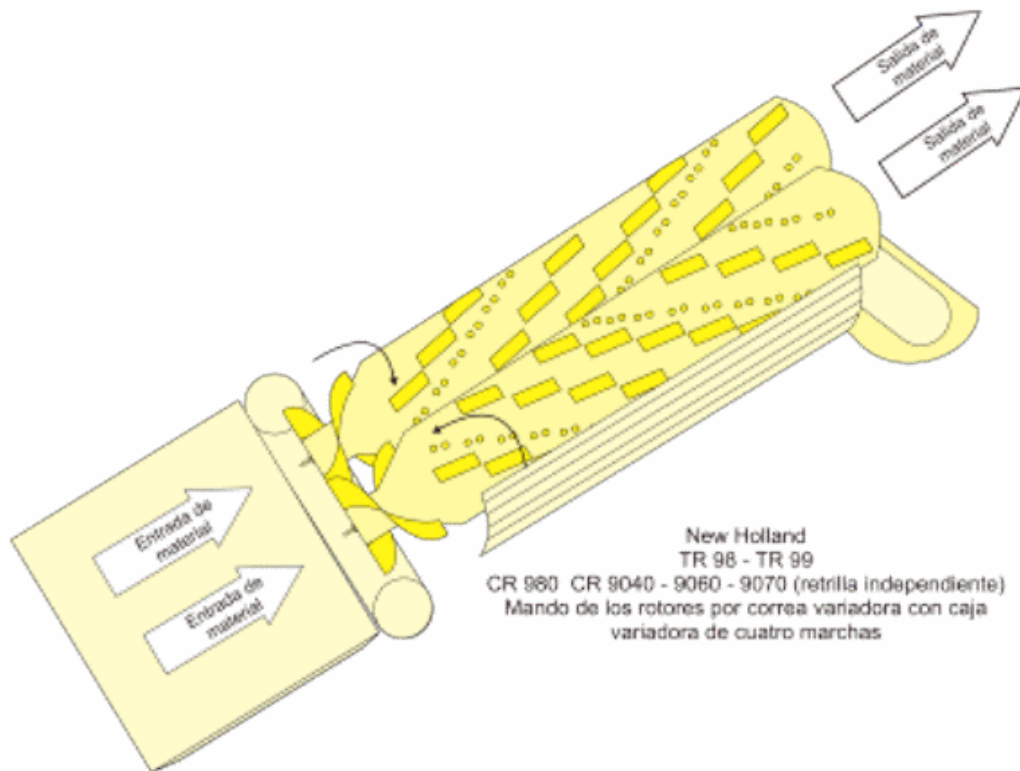 Salida de
material
Salida de
material
Entrada de
material
Entrada de
material
New Holland
TR 98 - TR 99
CR 980 CR 9040 - 9060 - 9070 (retrilla independiente)
Mando de los rotores por correa variadora con caja
variadora de cuatro marchas